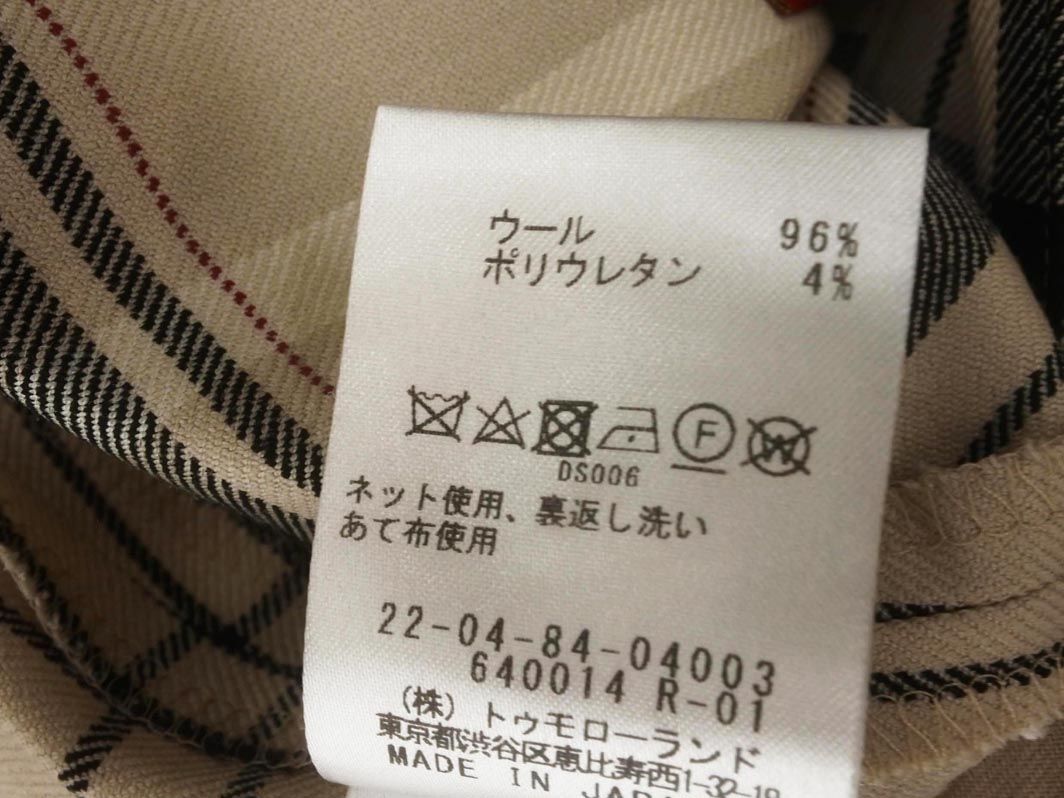 ウール 96%
ポリウレタン 4%
F W
DS006
ネット使用、裏返し洗い
あて布使用
22-04-84-04003
640014 R-01
(株) トゥモローランド
東京都渋谷区恵比寿西1-32-18
MADE IN JAPAN